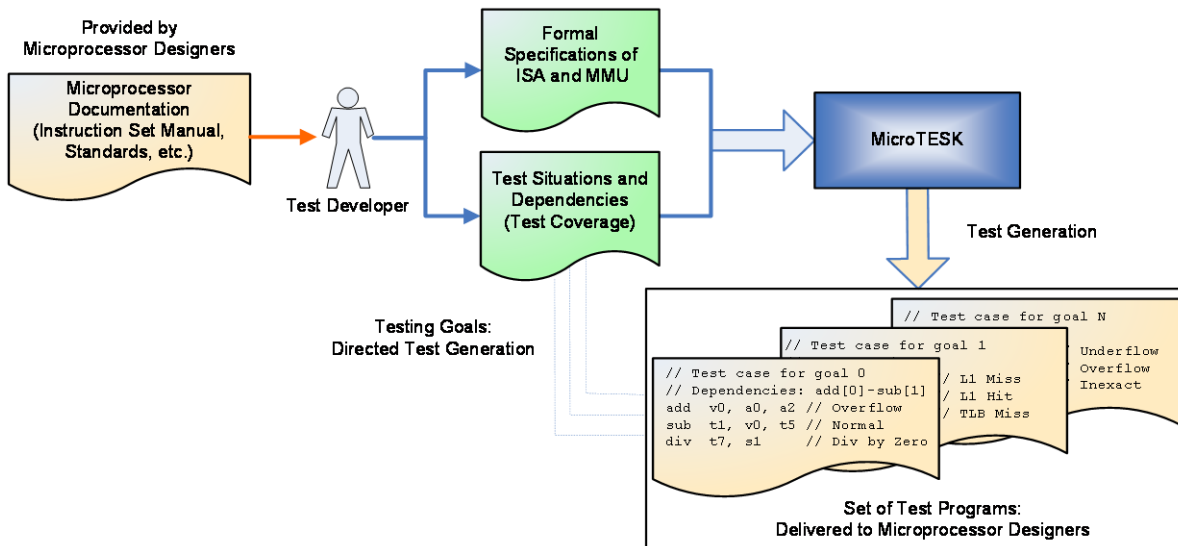 Provided by
Microprocessor Designers
Microprocessor
Documentation
(Instruction Set Manual,
Standards, etc.)
Test Developer
Formal
Specifications of
ISA and MMU
Test Situations and
Dependencies
(Test Coverage)
MicroTESK
Test Generation
Testing Goals:
Directed Test Generation
// Test case for goal N
Underflow
Overflow
Inexact
// Test case for goal 1
/ L1 Miss
/ L1 Hit
/ TLB Miss
// Test case for goal 0
// Dependencies: add[0]-sub[1]
add v0, a0, a2 // Overflow
sub t1, v0, t5 // Normal
div t7, s1 // Div by Zero
Set of Test Programs:
Delivered to Microprocessor Designers